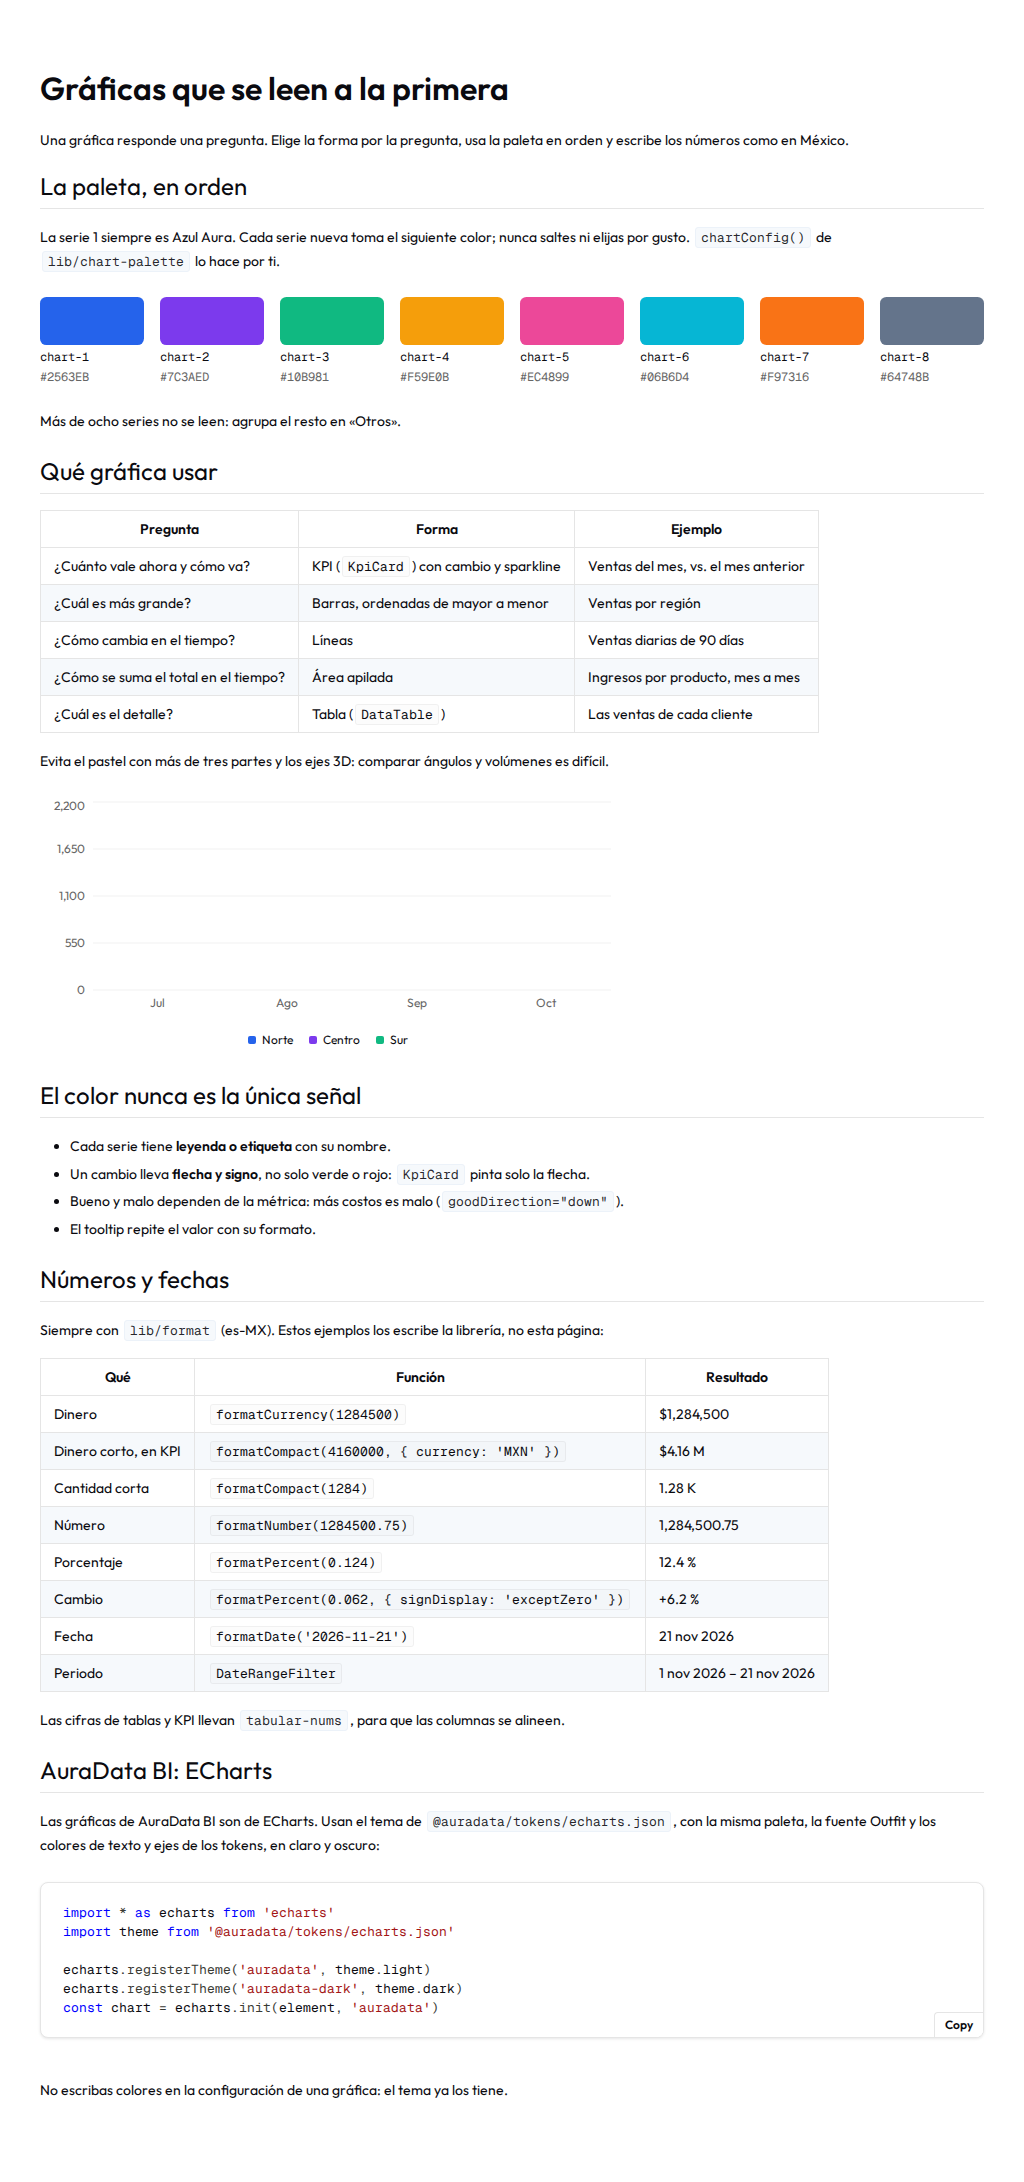 Gráficas que se leen a la primera
Una gráfica responde una pregunta. Elige la forma por la pregunta, usa la paleta en orden y escribe los números como en México.
La paleta, en orden
La serie 1 siempre es Azul Aura. Cada serie nueva toma el siguiente color; nunca saltes ni elijas por gusto. chartConfig() de
lib/chart-palette lo hace por ti.
chart-1 chart-2 chart-3 chart-4 chart-5 chart-6 chart-7 chart-8
#2563EB #7C3AED #10B981 #F59E0B #EC4899 #06B6D4 #F97316 #64748B
Más de ocho series no se leen: agrupa el resto en «Otros».
Qué gráfica usar
Pregunta Forma Ejemplo
¿Cuánto vale ahora y cómo va? KPI ( KpiCard ) con cambio y sparkline Ventas del mes, vs. el mes anterior
¿Cuál es más grande? Barras, ordenadas de mayor a menor Ventas por región
¿Cómo cambia en el tiempo? Líneas Ventas diarias de 90 días
¿Cómo se suma el total en el tiempo? Área apilada Ingresos por producto, mes a mes
¿Cuál es el detalle? Tabla ( DataTable ) Las ventas de cada cliente
Evita el pastel con más de tres partes y los ejes 3D: comparar ángulos y volúmenes es difícil.
2,200
1,650
1,100
550
0
Jul Ago Sep Oct
Norte Centro Sur
El color nunca es la única señal
Cada serie tiene leyenda o etiqueta con su nombre.
Un cambio lleva flecha y signo, no solo verde o rojo: KpiCard pinta solo la flecha.
Bueno y malo dependen de la métrica: más costos es malo ( goodDirection="down" ).
El tooltip repite el valor con su formato.
Números y fechas
Siempre con lib/format (es-MX). Estos ejemplos los escribe la librería, no esta página:
Qué Función Resultado
Dinero formatCurrency(1284500) $1,284,500
Dinero corto, en KPI formatCompact(4160000, { currency: 'MXN' }) $4.16 M
Cantidad corta formatCompact(1284) 1.28 K
Número formatNumber(1284500.75) 1,284,500.75
Porcentaje formatPercent(0.124) 12.4 %
Cambio formatPercent(0.062, { signDisplay: 'exceptZero' }) +6.2 %
Fecha formatDate('2026-11-21') 21 nov 2026
Periodo DateRangeFilter 1 nov 2026 – 21 nov 2026
Las cifras de tablas y KPI llevan tabular-nums , para que las columnas se alineen.
AuraData BI: ECharts
Las gráficas de AuraData BI son de ECharts. Usan el tema de @auradata/tokens/echarts.json , con la misma paleta, la fuente Outfit y los
colores de texto y ejes de los tokens, en claro y oscuro:
import * as echarts from 'echarts'
import theme from '@auradata/tokens/echarts.json'
echarts.registerTheme('auradata', theme.light)
echarts.registerTheme('auradata-dark', theme.dark)
const chart = echarts.init(element, 'auradata')
Copy
No escribas colores en la configuración de una gráfica: el tema ya los tiene.